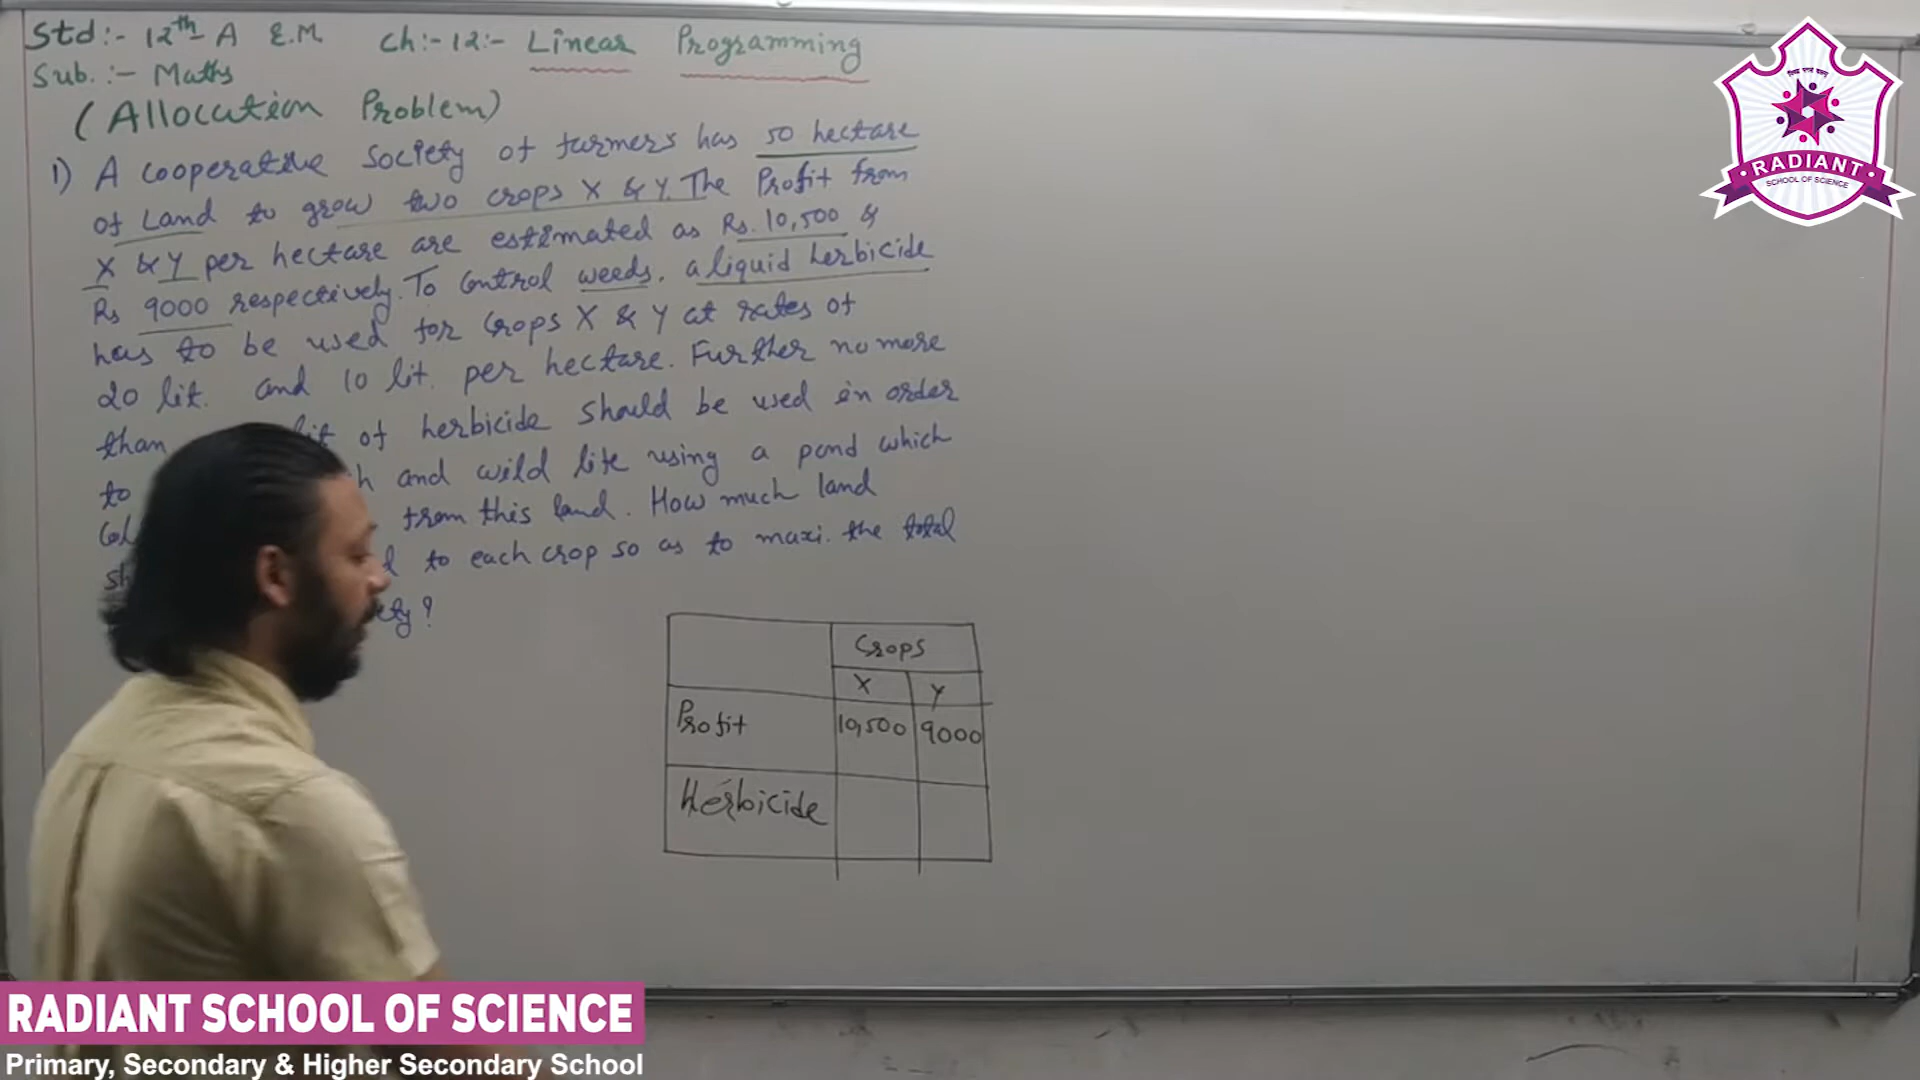 Std :- 12th - A E.M. Ch:-12:- Linear Programming
Sub. :- Maths
(Allocation Problem)
1) A cooperative Society of farmers has 50 hectare
of Land to grow two crops X & Y. The Profit from
X & Y per hectare are estimated as Rs. 10,500 &
Rs 9000 respectively. To Control weeds, a liquid herbicide
has to be used for Crops X & Y at rates of
20 lit. and 10 lit. per hectare. Further no more
than lit of herbicide should be used in order
to and wild life using a pond which
from this land. How much land
to each crop so as to maxi. the total
?
Crops
X Y
Profit 10,500 9000
Herbicide
RADIANT
SCHOOL OF SCIENCE
RADIANT SCHOOL OF SCIENCE
Primary, Secondary & Higher Secondary School